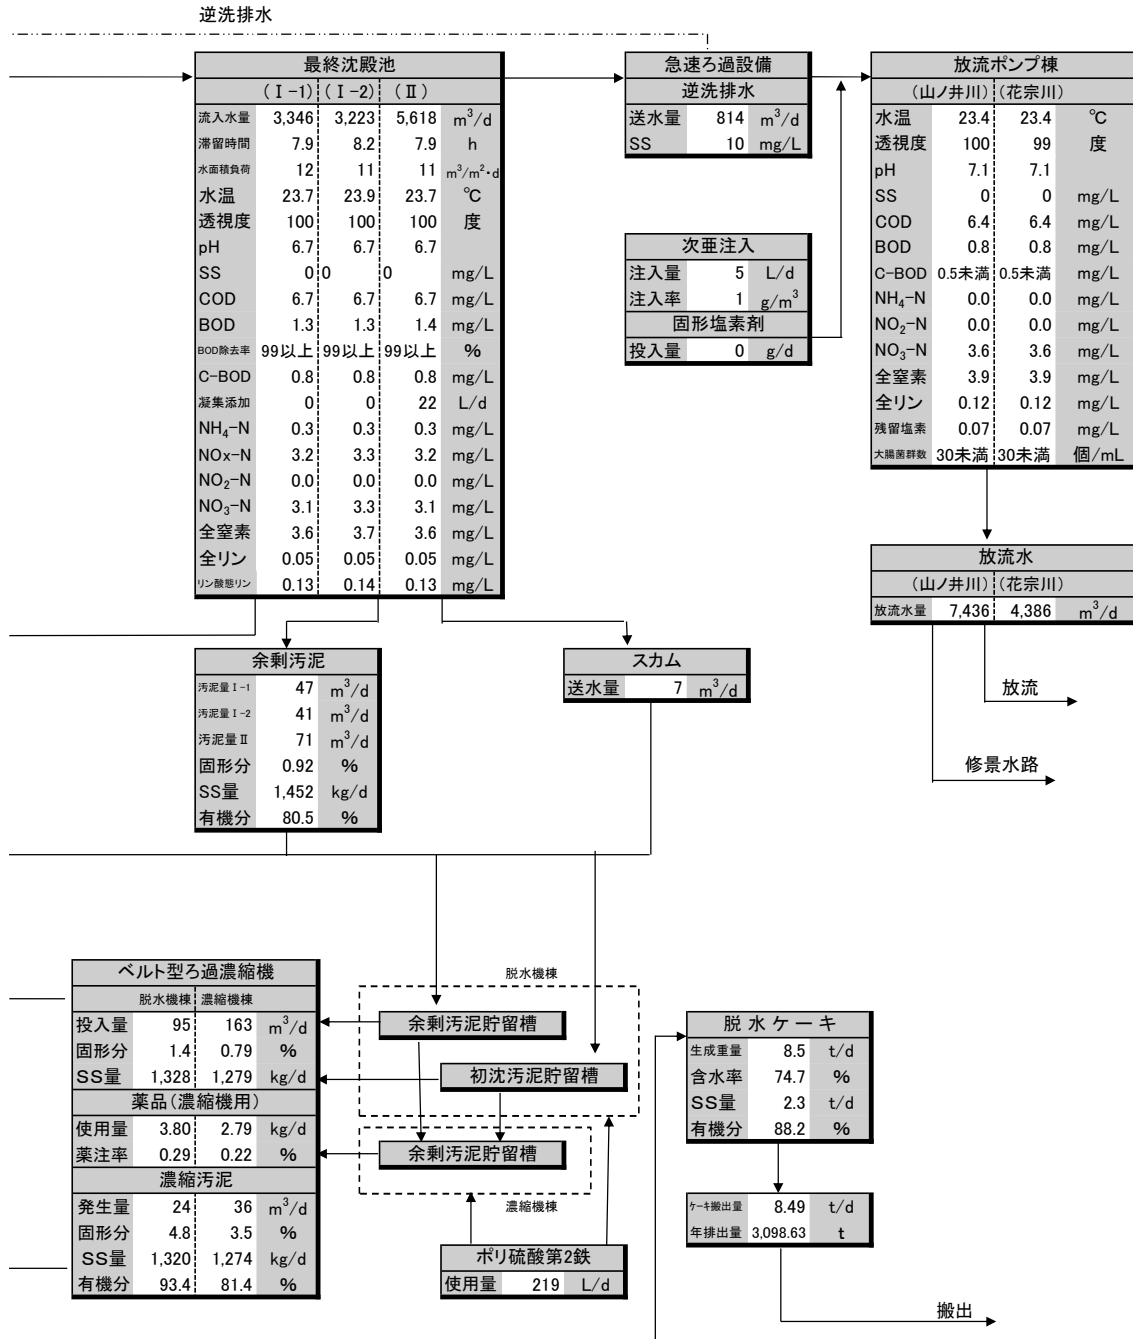 逆洗排水
最終沈殿池
(Ⅰ-1) (Ⅰ-2) (Ⅱ)
流入水量 3,346 3,223 5,618 m³/d
滞留時間 7.9 8.2 7.9 h
水面積負荷 12 11 11 m³/m²・d
水温 23.7 23.9 23.7 ℃
透視度 100 100 100 度
pH 6.7 6.7 6.7
SS 0 0 0 mg/L
COD 6.7 6.7 6.7 mg/L
BOD 1.3 1.3 1.4 mg/L
BOD除去率 99以上 99以上 99以上 %
C-BOD 0.8 0.8 0.8 mg/L
凝集添加 0 0 22 L/d
NH₄-N 0.3 0.3 0.3 mg/L
NOx-N 3.2 3.3 3.2 mg/L
NO₂-N 0.0 0.0 0.0 mg/L
NO₃-N 3.1 3.3 3.1 mg/L
全窒素 3.6 3.7 3.6 mg/L
全リン 0.05 0.05 0.05 mg/L
リン酸態リン 0.13 0.14 0.13 mg/L
急速ろ過設備
逆洗排水
送水量 814 m³/d
SS 10 mg/L
次亜注入
注入量 5 L/d
注入率 1 g/m³
固形塩素剤
投入量 0 g/d
放流ポンプ棟
(山ノ井川) (花宗川)
水温 23.4 23.4 ℃
透視度 100 99 度
pH 7.1 7.1
SS 0 0 mg/L
COD 6.4 6.4 mg/L
BOD 0.8 0.8 mg/L
C-BOD 0.5未満 0.5未満 mg/L
NH₄-N 0.0 0.0 mg/L
NO₂-N 0.0 0.0 mg/L
NO₃-N 3.6 3.6 mg/L
全窒素 3.9 3.9 mg/L
全リン 0.12 0.12 mg/L
残留塩素 0.07 0.07 mg/L
大腸菌群数 30未満 30未満 個/mL
放流水
(山ノ井川) (花宗川)
放流水量 7,436 4,386 m³/d
放流
修景水路
余剰汚泥
汚泥量Ⅰ-1 47 m³/d
汚泥量Ⅰ-2 41 m³/d
汚泥量Ⅱ 71 m³/d
固形分 0.92 %
SS量 1,452 kg/d
有機分 80.5 %
スカム
送水量 7 m³/d
ベルト型ろ過濃縮機
脱水機棟 濃縮機棟
投入量 95 163 m³/d
固形分 1.4 0.79 %
SS量 1,328 1,279 kg/d
薬品(濃縮機用)
使用量 3.80 2.79 kg/d
薬注率 0.29 0.22 %
濃縮汚泥
発生量 24 36 m³/d
固形分 4.8 3.5 %
SS量 1,320 1,274 kg/d
有機分 93.4 81.4 %
脱水機棟
余剰汚泥貯留槽
初沈汚泥貯留槽
余剰汚泥貯留槽
濃縮機棟
ポリ硫酸第2鉄
使用量 219 L/d
脱水ケーキ
生成重量 8.5 t/d
含水率 74.7 %
SS量 2.3 t/d
有機分 88.2 %
ケーキ搬出量 8.49 t/d
年排出量 3,098.63 t
搬出